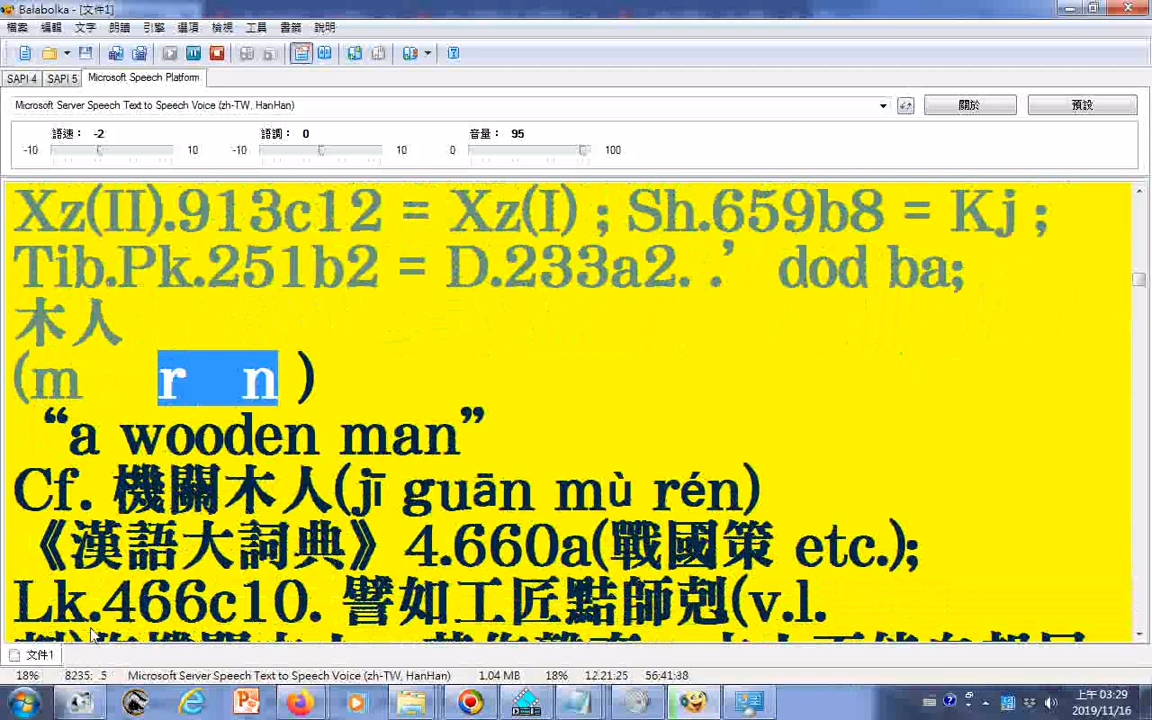 Balabolka - [文件1]
檔案 編輯 文字 朗讀 引擎 選項 檢視 工具 書籤 說明
SAPI 4 SAPI 5 Microsoft Speech Platform
Microsoft Server Speech Text to Speech Voice (zh-TW, HanHan) 關於 預設
語速： -2 語調： 0 音量： 95
-10 10 -10 10 0 100
Xz(II).913c12 = Xz(I) ; Sh.659b8 = Kj ;
Tib.Pk.251b2 = D.233a2. .’ dod ba;
木人
(m r n )
“a wooden man”
Cf. 機關木人(jī guān mù rén)
《漢語大詞典》 4.660a(戰國策 etc.);
Lk.466c10. 譬如工匠點師剋(v.l.
文件1
18% 8235: .5 Microsoft Server Speech Text to Speech Voice (zh-TW, HanHan) 1.04 MB 18% 12.21.25 56:41:38
上午 03:29
2019/11/16